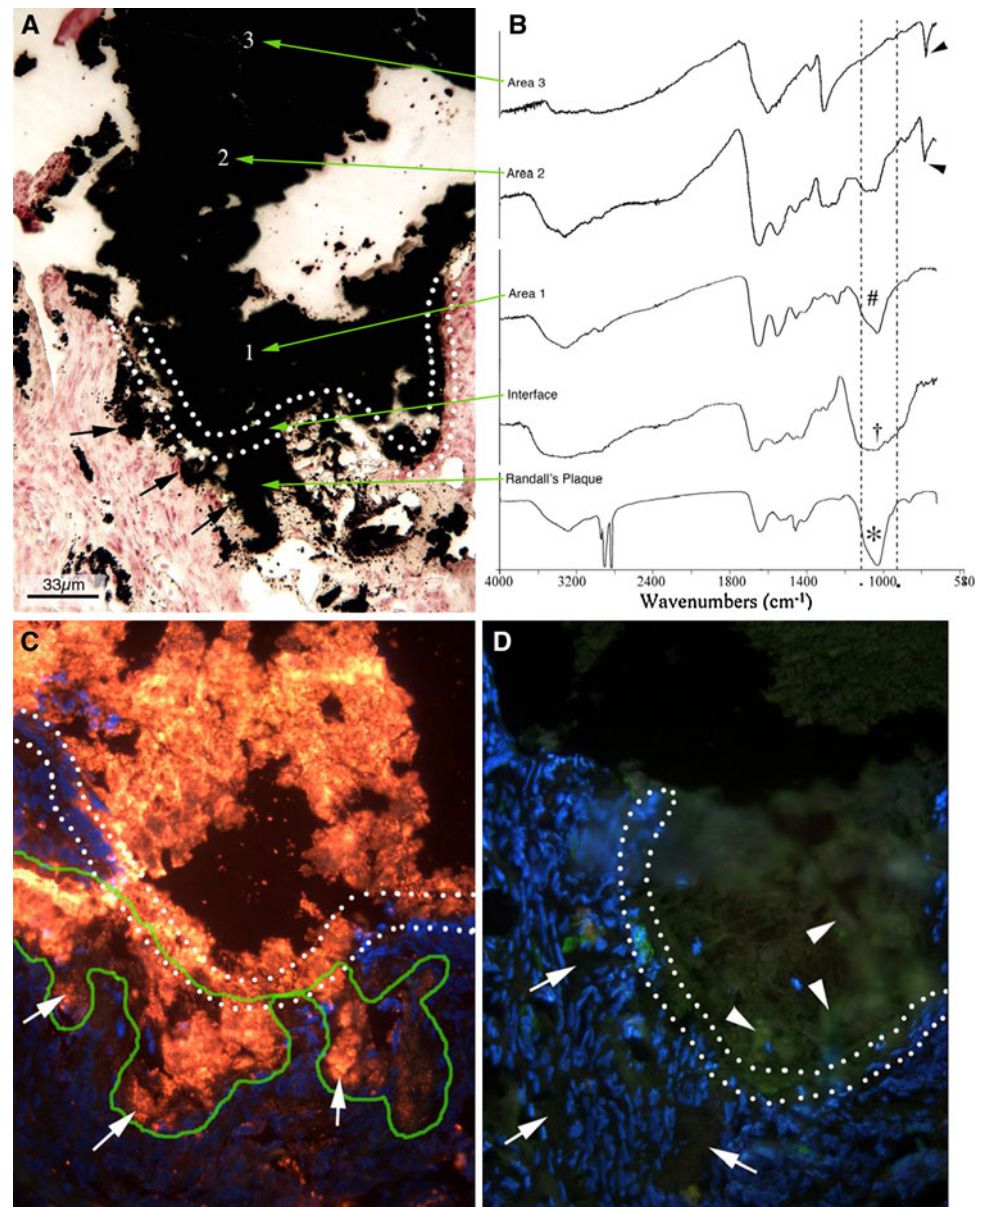 A
3
2
1
33µm
B
Area 3
Area 2
Area 1
#
Interface
†
Randall's Plaque
*
4000 3200 2400 1800 1400 1000 580
Wavenumbers (cm-1)
C
D